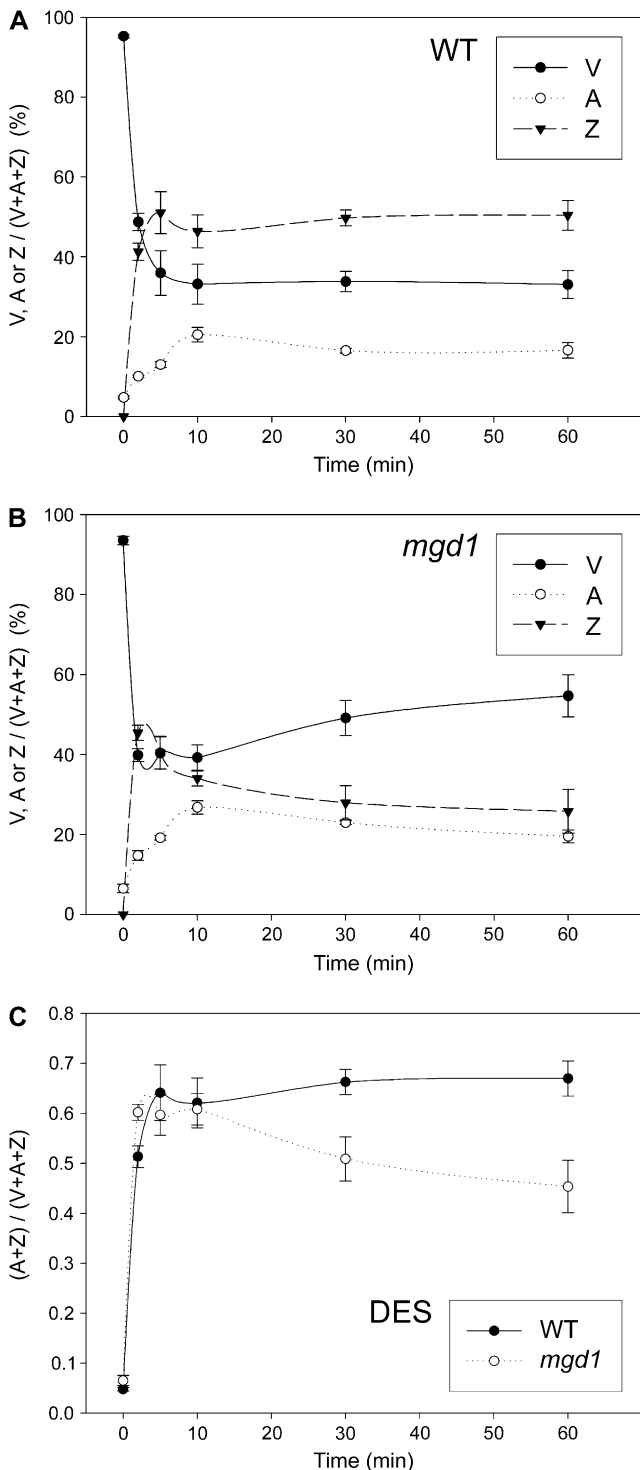 A
WT
V
A
Z
V, A or Z / (V+A+Z) (%)
100
80
60
40
20
0
0 10 20 30 40 50 60
Time (min)
B
mgd1
V
A
Z
V, A or Z / (V+A+Z) (%)
100
80
60
40
20
0
0 10 20 30 40 50 60
Time (min)
C
(A+Z) / (V+A+Z)
0.8
0.7
0.6
0.5
0.4
0.3
0.2
0.1
0.0
DES
WT
mgd1
0 10 20 30 40 50 60
Time (min)